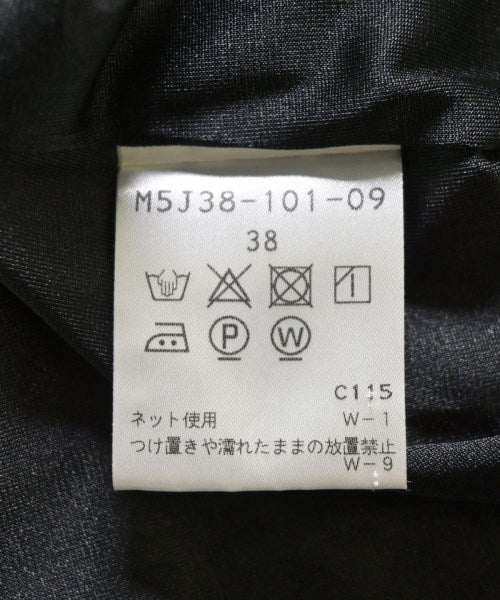 M5J38-101-09
38
P W
C115
ネット使用 W-1
つけ置きや濡れたままの放置禁止
W-9